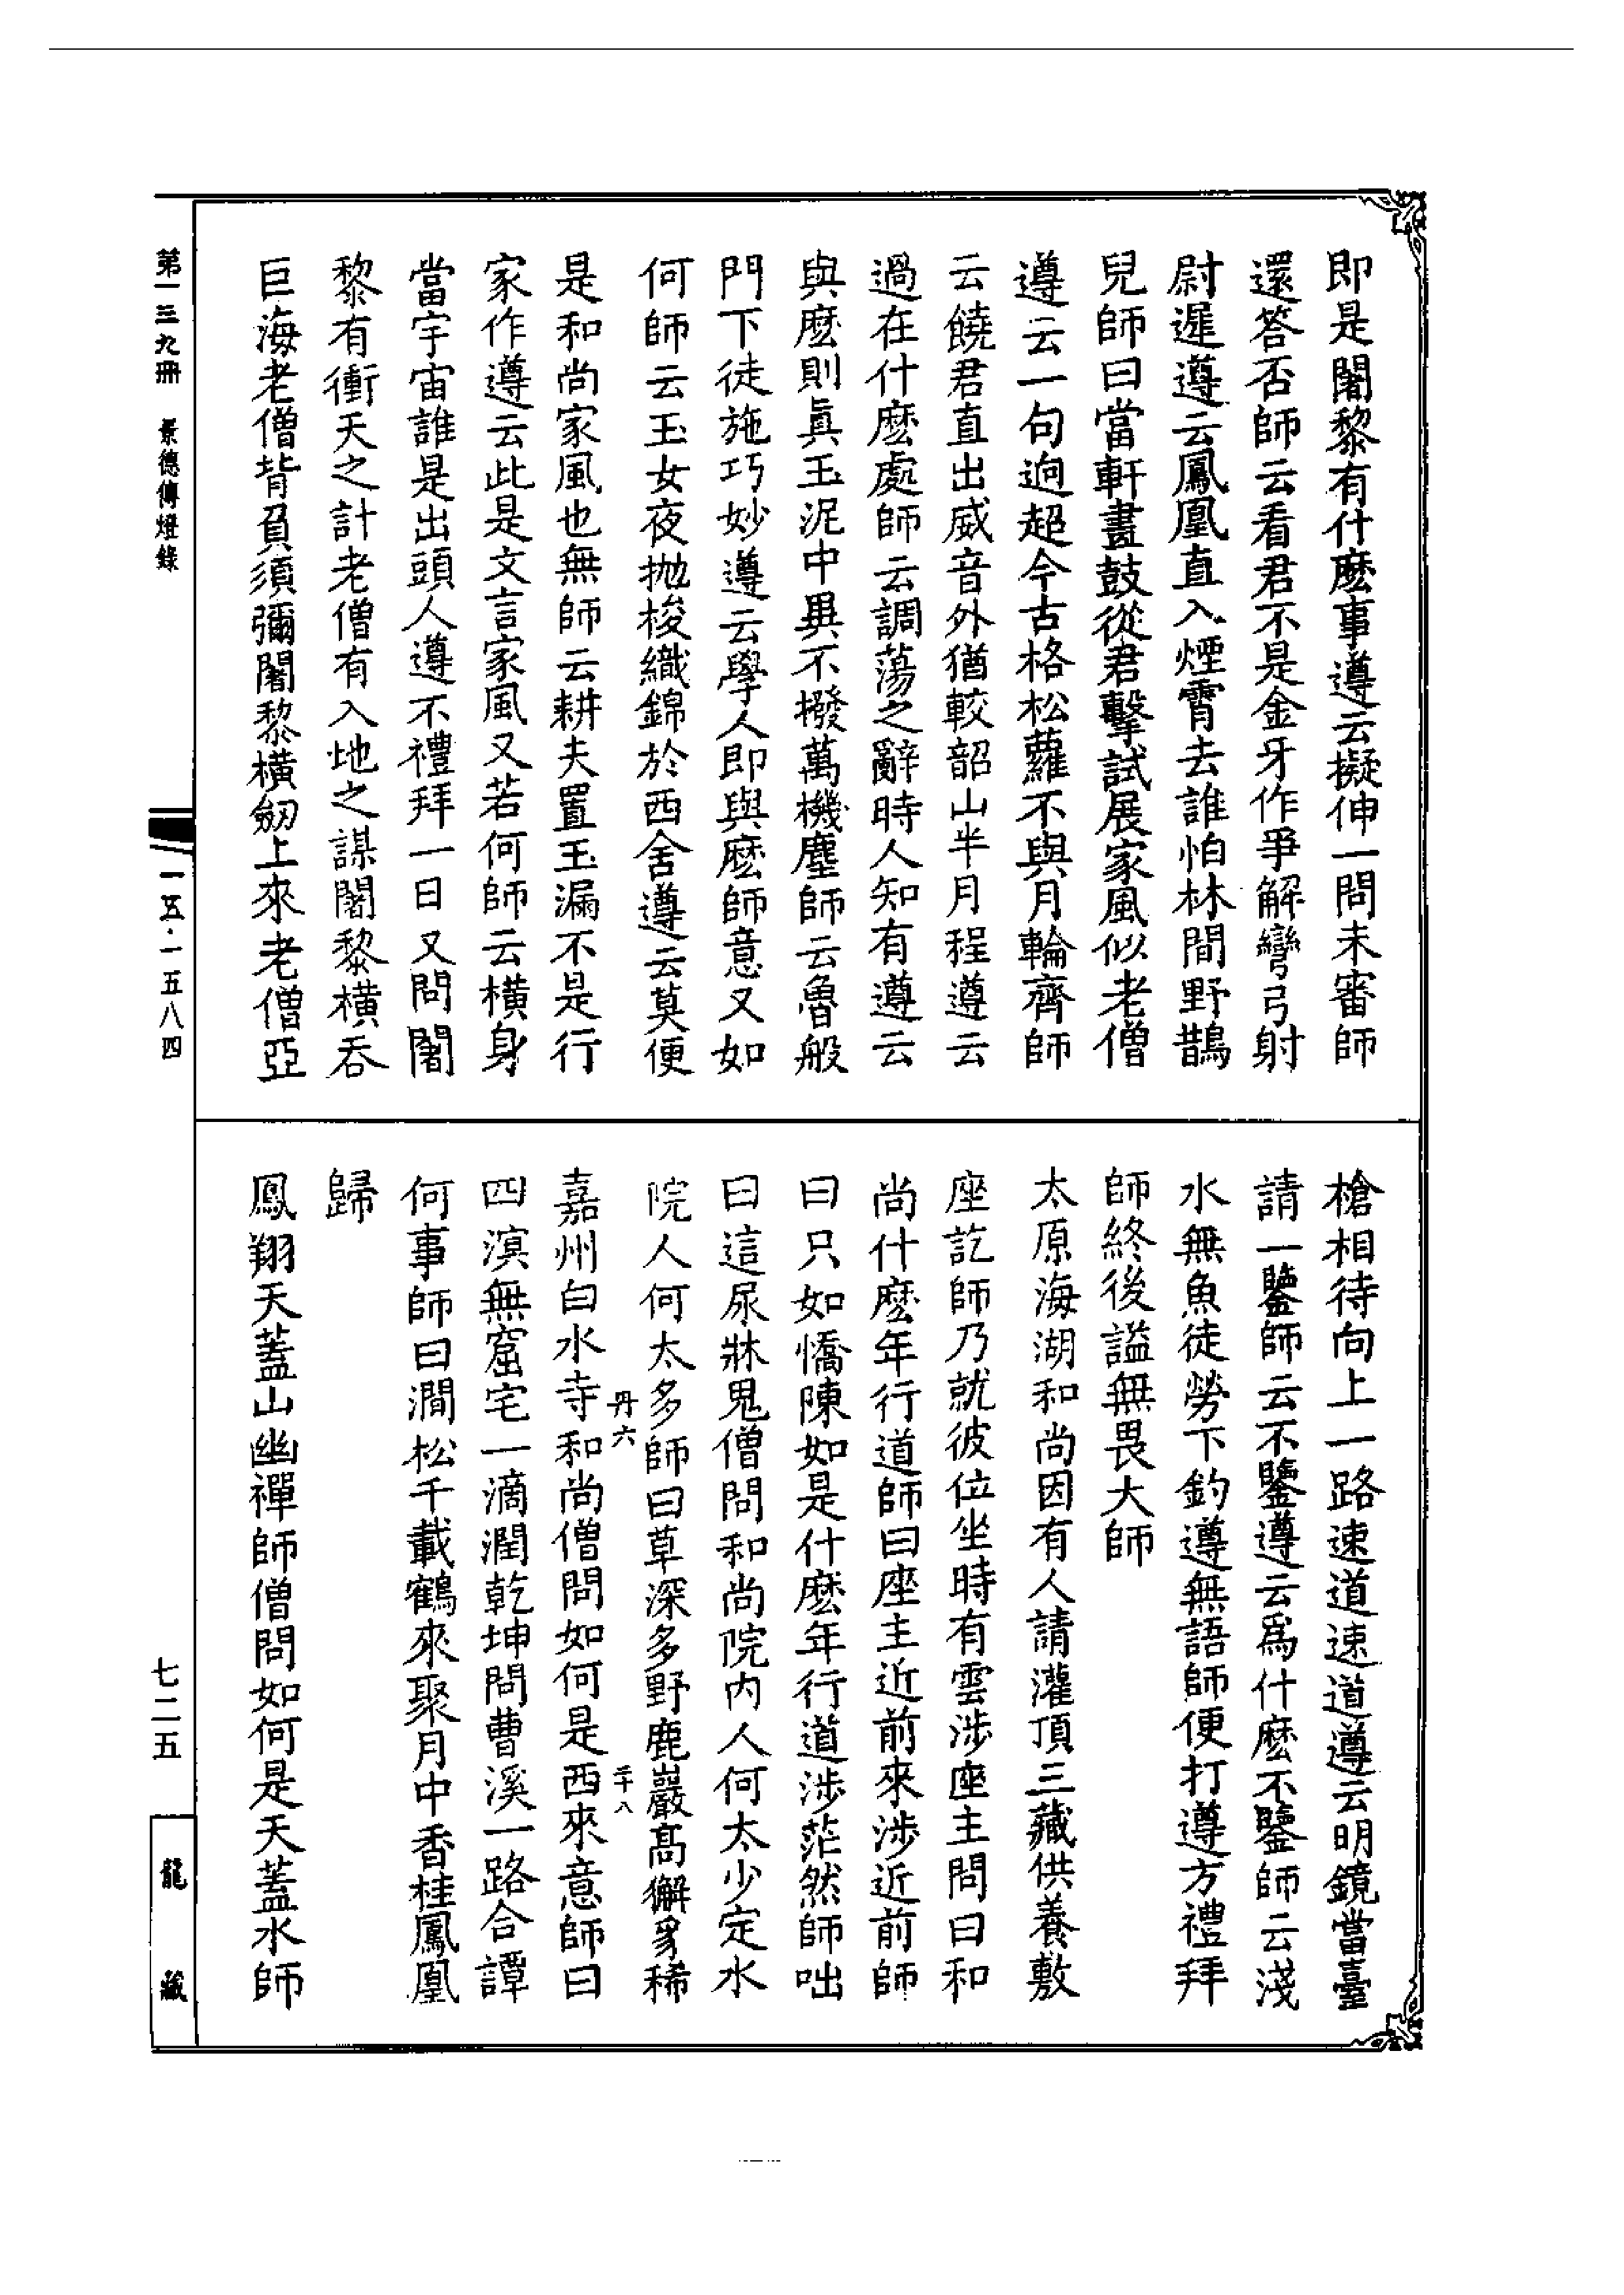 即是闍黎有什麽事遵云擬伸一問未審師
還答否師云看君不是金牙作爭解彎弓射
尉遲遵云鳳凰直入煙霄去誰怕林間野鵲
兒師曰當軒畫鼓從君擊試展家風似老僧
遵云一句逈超今古格松蘿不與月輪齊師
云饒君直出威音外猶較韶山半月程遵云
過在什麽處師云調蕩之辭時人知有遵云
與麽則眞玉泥中異不撥萬機塵師云魯般
門下徒施巧妙遵云學人即與麽師意又如
何師云玉女夜拋梭織錦於西舍遵云莫便
是和尚家風也無師云耕夫置玉漏不是行
家作遵云此是文言家風又若何師云橫身
當宇宙誰是出頭人遵不禮拜一日又問闍
黎有衝天之計老僧有入地之謀闍黎橫吞
巨海老僧背負須彌闍黎橫劒上來老僧亞
槍相待向上一路速道速道遵云明鏡當臺
請一鑒師云不鑒遵云爲什麽不鑒師云淺
水無魚徒勞下釣遵無語師便打遵方禮拜
師終後謚無畏大師
太原海湖和尚因有人請灌頂三藏供養敷
座訖師乃就彼位坐時有雲涉座主問曰和
尚什麽年行道師曰座主近前來涉近前師
曰只如憍陳如是什麽年行道涉茫然師咄
曰這尿牀鬼僧問和尚院内人何太少定水
院人何太多師曰草深多野鹿巖高獬豸稀
丹六
二十八
嘉州白水寺和尚僧問如何是西來意師曰
四溟無窟宅一滴潤乾坤問曹溪一路合譚
何事師曰澗松千載鶴來聚月中香桂鳳凰
歸
鳳翔天蓋山幽禪師僧問如何是天蓋水師
第一三九冊
景德傳燈錄
一五·一五八四
七二五
龍藏